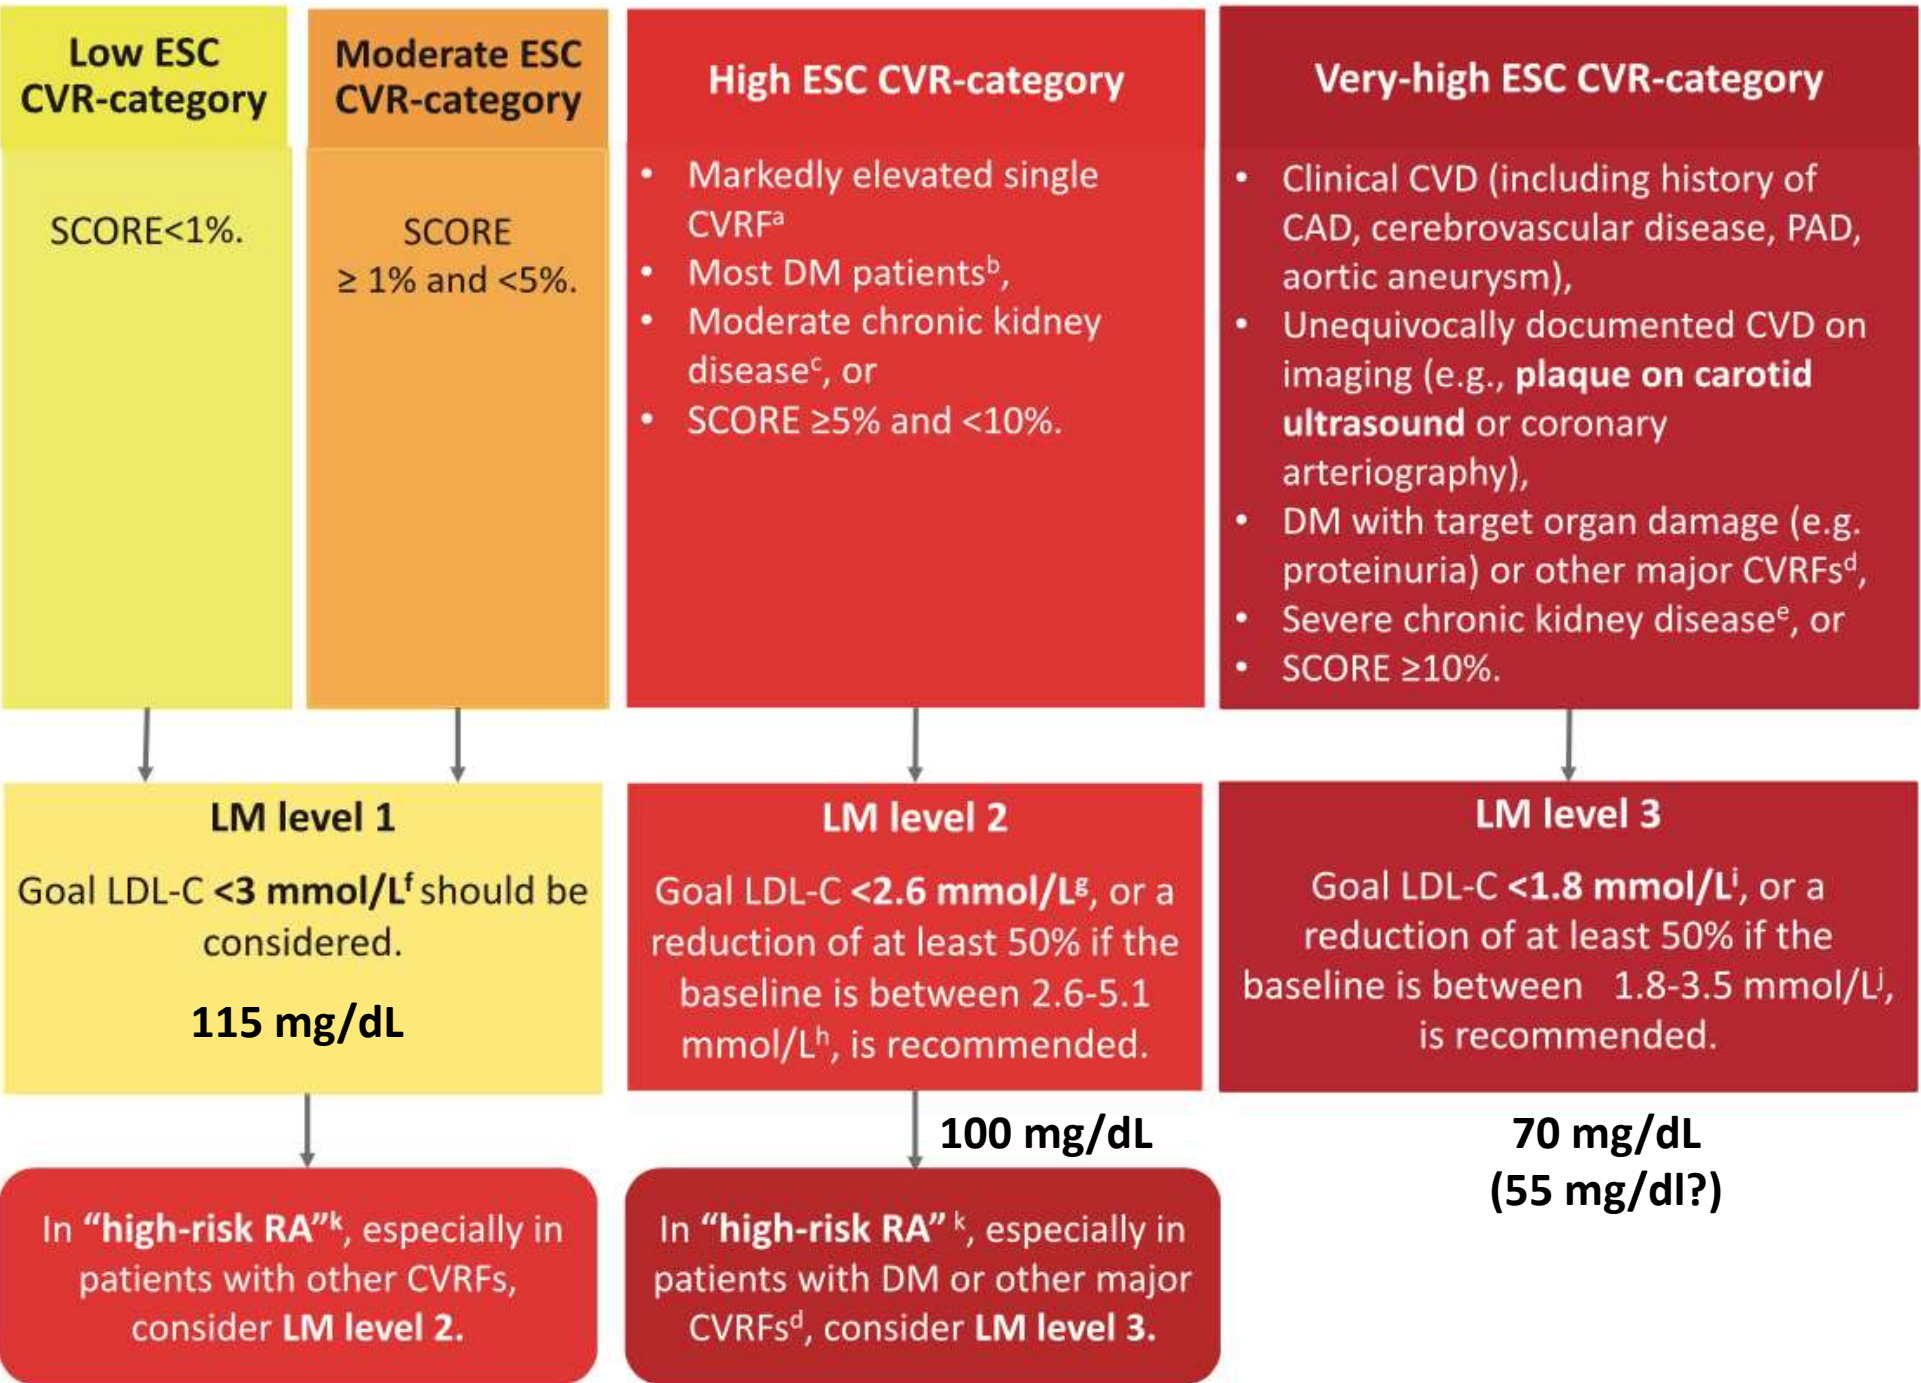 Low ESC
CVR-category
SCORE<1%.
Moderate ESC
CVR-category
SCORE
≥ 1% and <5%.
High ESC CVR-category
• Markedly elevated single
CVRFᵃ
• Most DM patientsᵇ,
• Moderate chronic kidney
diseaseᶜ, or
• SCORE ≥5% and <10%.
Very-high ESC CVR-category
• Clinical CVD (including history of
CAD, cerebrovascular disease, PAD,
aortic aneurysm),
• Unequivocally documented CVD on
imaging (e.g., plaque on carotid
ultrasound or coronary
arteriography),
• DM with target organ damage (e.g.
proteinuria) or other major CVRFsᵈ,
• Severe chronic kidney diseaseᵉ, or
• SCORE ≥10%.
LM level 1
Goal LDL-C <3 mmol/Lᶠ should be
considered.
115 mg/dL
LM level 2
Goal LDL-C <2.6 mmol/Lᵍ, or a
reduction of at least 50% if the
baseline is between 2.6-5.1
mmol/Lʰ, is recommended.
100 mg/dL
LM level 3
Goal LDL-C <1.8 mmol/Lⁱ, or a
reduction of at least 50% if the
baseline is between 1.8-3.5 mmol/Lʲ,
is recommended.
70 mg/dL
(55 mg/dl?)
In “high-risk RA”ᵏ, especially in
patients with other CVRFs,
consider LM level 2.
In “high-risk RA” ᵏ, especially in
patients with DM or other major
CVRFsᵈ, consider LM level 3.